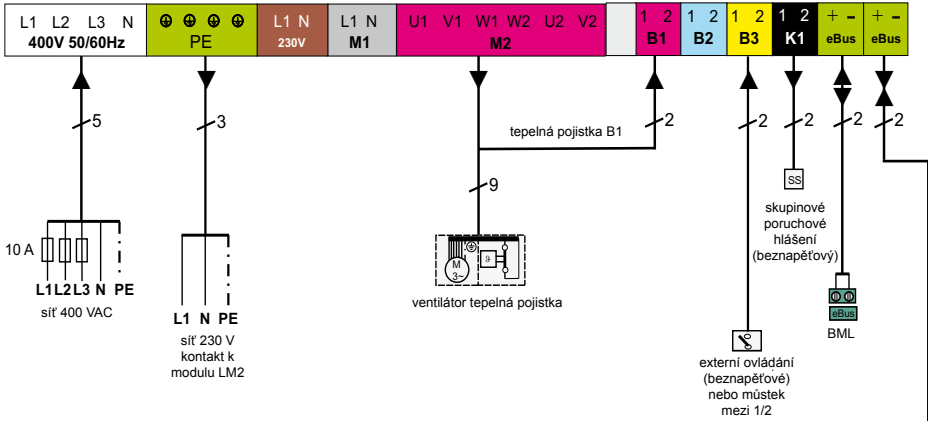 L1 L2 L3 N
400V 50/60Hz
PE
L1 N
230V
L1 N
M1
U1 V1 W1 W2 U2 V2
M2
1 2
B1
1 2
B2
1 2
B3
1 2
K1
+ -
eBus
+ -
eBus
5
3
tepelná pojistka B1
2
2
2
2
2
9
10 A
L1 L2 L3 N PE
síť 400 VAC
L1 N PE
síť 230 V
kontakt k
modulu LM2
M
3~
ϑ
ventilátor tepelná pojistka
SS
skupinové
poruchové
hlášení
(beznapěťový)
eBus
BML
externí ovládání
(beznapěťové)
nebo můstek
mezi 1/2